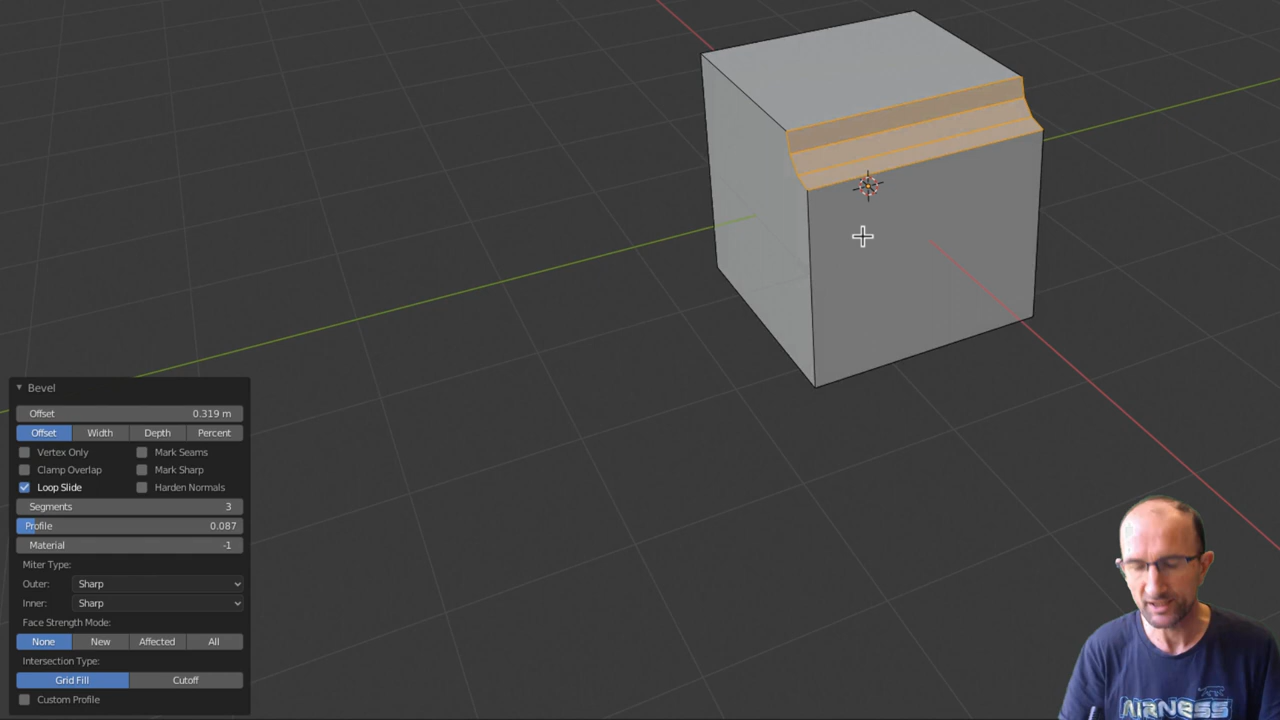 Bevel
Offset 0.319 m
Offset Width Depth Percent
Vertex Only Mark Seams
Clamp Overlap Mark Sharp
Loop Slide Harden Normals
Segments 3
Profile 0.087
Material -1
Miter Type:
Outer: Sharp
Inner: Sharp
Face Strength Mode:
None New Affected All
Intersection Type:
Grid Fill Cutoff
Custom Profile
AIRNESS